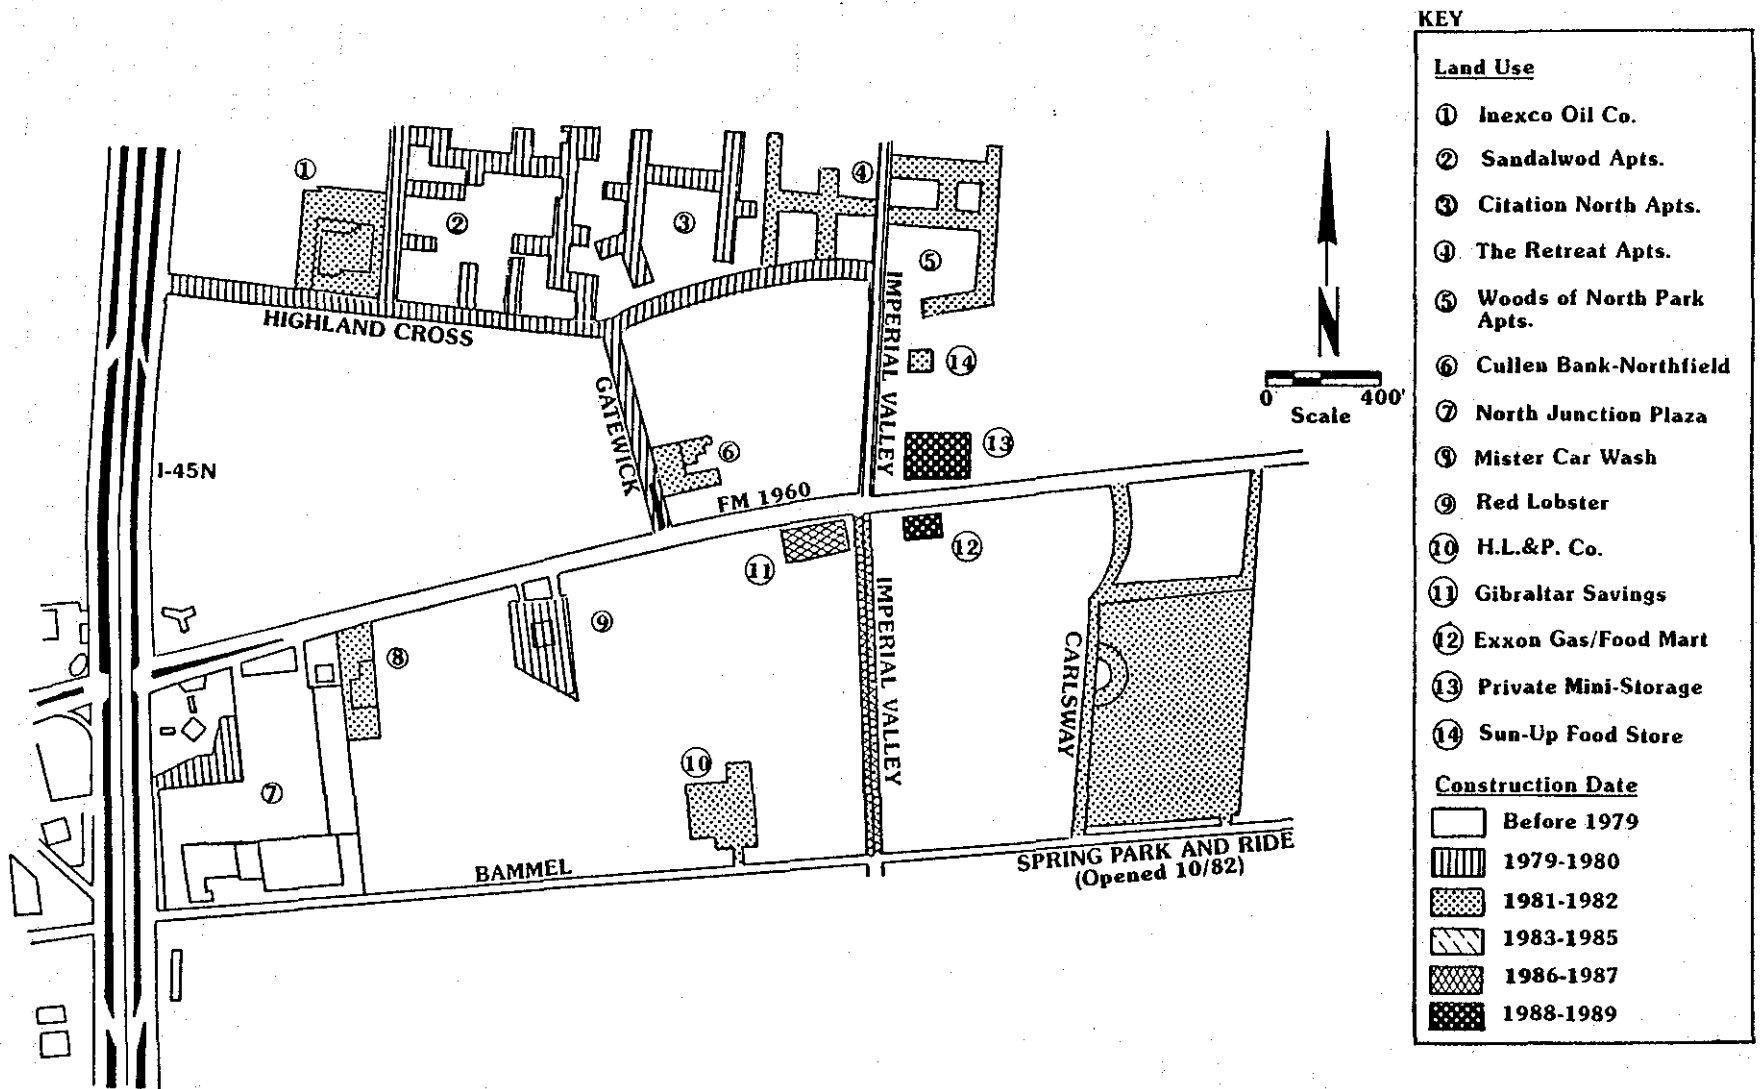 KEY
Land Use
① Inexco Oil Co.
② Sandalwod Apts.
③ Citation North Apts.
④ The Retreat Apts.
⑤ Woods of North Park
Apts.
⑥ Cullen Bank-Northfield
⑦ North Junction Plaza
⑧ Mister Car Wash
⑨ Red Lobster
⑩ H.L.&P. Co.
⑪ Gibraltar Savings
⑫ Exxon Gas/Food Mart
⑬ Private Mini-Storage
⑭ Sun-Up Food Store
Construction Date
Before 1979
1979-1980
1981-1982
1983-1985
1986-1987
1988-1989
①
②
③
④
⑤
HIGHLAND CROSS
IMPERIAL VALLEY
⑭
N
0 400'
Scale
GATEWICK
⑥
⑬
I-45N
FM 1960
⑪
⑫
⑨
⑧
IMPERIAL VALLEY
CARLSWAY
⑩
⑦
BAMMEL
SPRING PARK AND RIDE
(Opened 10/82)